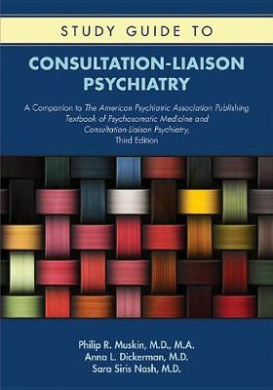 STUDY GUIDE TO
CONSULTATION-LIAISON
PSYCHIATRY
A Companion to The American Psychiatric Association Publishing
Textbook of Psychosomatic Medicine and
Consultation-Liaison Psychiatry,
Third Edition
Philip R. Muskin, M.D., M.A.
Anna L. Dickerman, M.D.
Sara Siris Nash, M.D.